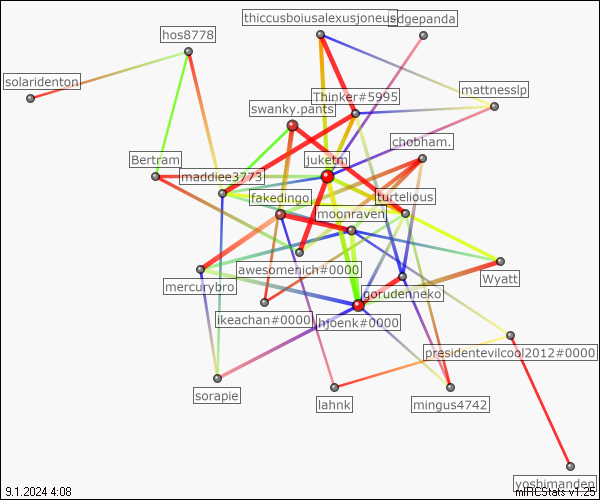 thiccusboiusalexusjoneus
edgepanda
hos8778
solaridenton
mattnesslp
Thinker#5995
swanky.pants
chobham.
Bertram
juketm
maddiee3773
fakedingo
turtelious
moonraven
awesomehich#0000
Wyatt
mercurybro
gorudenneko
ikeachan#0000
hjoenk#0000
presidentevilcool2012#0000
sorapie
lahnk
mingus4742
yoshimanden
9.1.2024 4:08
mIRCStats v1.25